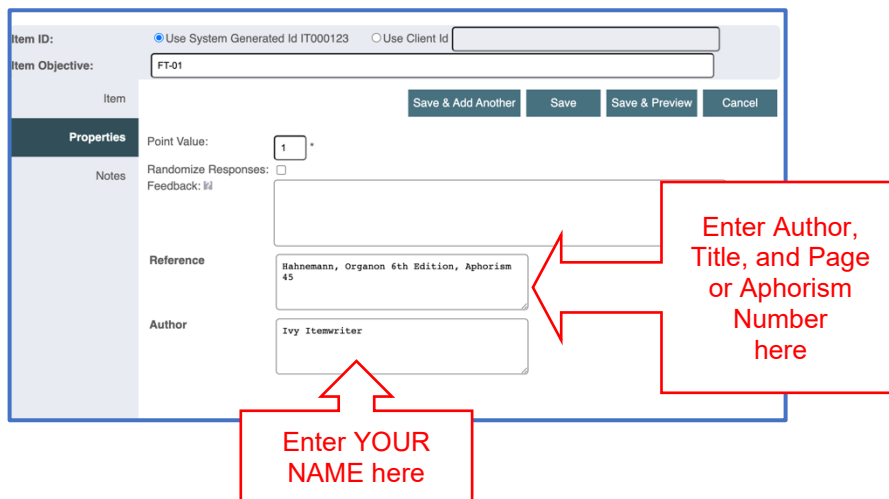 Item ID:
Use System Generated Id IT000123
Use Client Id
Item Objective:
FT-01
Item
Save & Add Another
Save
Save & Preview
Cancel
Properties
Point Value:
1
*
Notes
Randomize Responses:
Feedback:
Reference
Hahnemann, Organon 6th Edition, Aphorism
45
Author
Ivy Itemwriter
Enter Author,
Title, and Page
or Aphorism
Number
here
Enter YOUR
NAME here